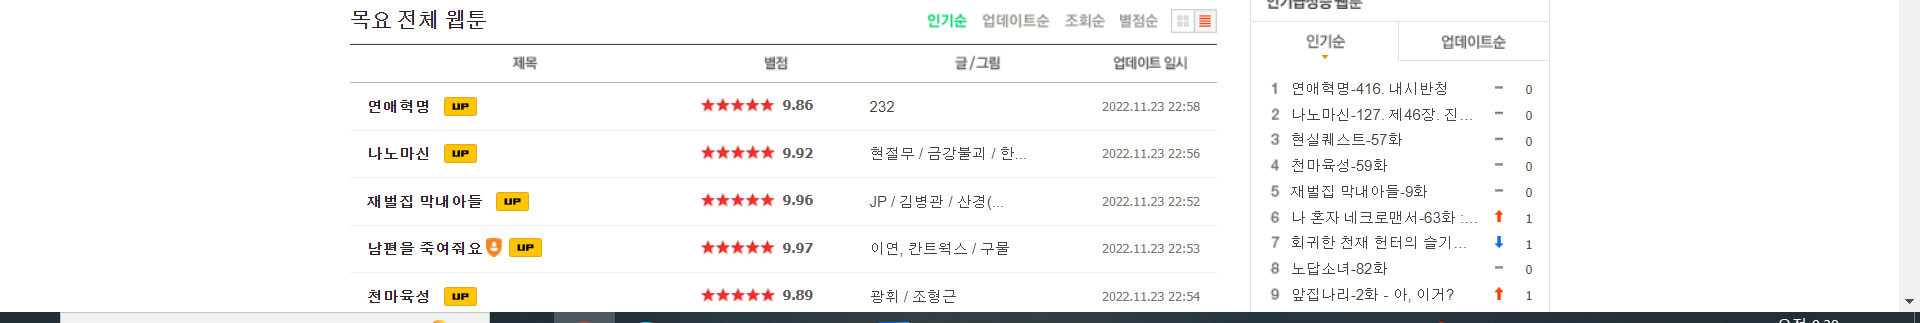 목요 전체 웹툰
인기순 업데이트순 조회순 별점순
제목 별점 글 / 그림 업데이트 일시
연애혁명 UP 9.86 232 2022.11.23 22:58
나노마신 UP 9.92 현절무 / 금강불괴 / 한... 2022.11.23 22:56
재벌집 막내아들 UP 9.96 JP / 김병관 / 산경(... 2022.11.23 22:52
남편을 죽여줘요 UP 9.97 이연, 칸트웍스 / 구물 2022.11.23 22:53
천마육성 UP 9.89 광휘 / 조형근 2022.11.23 22:54
인기급상승 웹툰
인기순 업데이트순
1 연애혁명-416. 내시반청 0
2 나노마신-127. 제46장. 진... 0
3 현실퀘스트-57화 0
4 천마육성-59화 0
5 재벌집 막내아들-9화 0
6 나 혼자 네크로맨서-63화 :... 1
7 회귀한 천재 헌터의 슬기... 1
8 노답소녀-82화 0
9 앞집나리-2화 - 아, 이거? 1